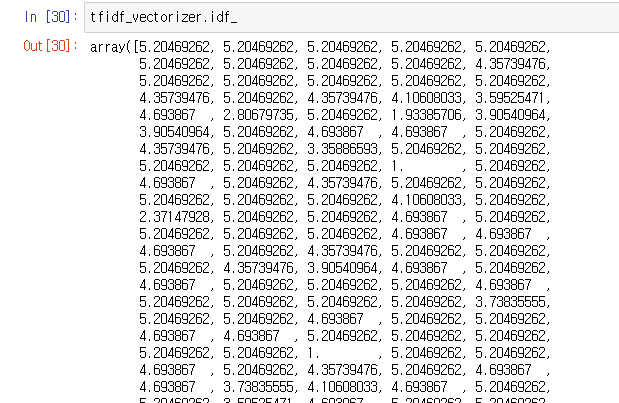 In [30]: tfidf_vectorizer.idf_
Out[30]: array([5.20469262, 5.20469262, 5.20469262, 5.20469262, 5.20469262,
5.20469262, 5.20469262, 5.20469262, 5.20469262, 4.35739476,
5.20469262, 5.20469262, 5.20469262, 5.20469262, 5.20469262,
4.35739476, 5.20469262, 4.35739476, 4.10608033, 3.59525471,
4.693867  , 2.80679735, 5.20469262, 1.93385706, 3.90540964,
3.90540964, 5.20469262, 4.693867  , 4.693867  , 5.20469262,
4.35739476, 5.20469262, 3.35886593, 5.20469262, 5.20469262,
5.20469262, 5.20469262, 5.20469262, 1.        , 5.20469262,
4.693867  , 5.20469262, 4.35739476, 5.20469262, 5.20469262,
5.20469262, 5.20469262, 5.20469262, 4.10608033, 5.20469262,
2.37147928, 5.20469262, 5.20469262, 4.693867  , 5.20469262,
5.20469262, 5.20469262, 5.20469262, 4.693867  , 4.693867  ,
4.693867  , 5.20469262, 4.35739476, 5.20469262, 5.20469262,
5.20469262, 4.35739476, 3.90540964, 4.693867  , 5.20469262,
4.693867  , 5.20469262, 5.20469262, 5.20469262, 4.693867  ,
5.20469262, 5.20469262, 5.20469262, 5.20469262, 3.73835555,
5.20469262, 5.20469262, 4.693867  , 5.20469262, 5.20469262,
4.693867  , 4.693867  , 5.20469262, 5.20469262, 5.20469262,
5.20469262, 5.20469262, 1.        , 5.20469262, 5.20469262,
4.693867  , 5.20469262, 4.35739476, 5.20469262, 4.693867  ,
4.693867  , 3.73835555, 4.10608033, 4.693867  , 5.20469262,
5.20469262, 3.59525471, 4.693867  , 5.20469262, 5.20469262,